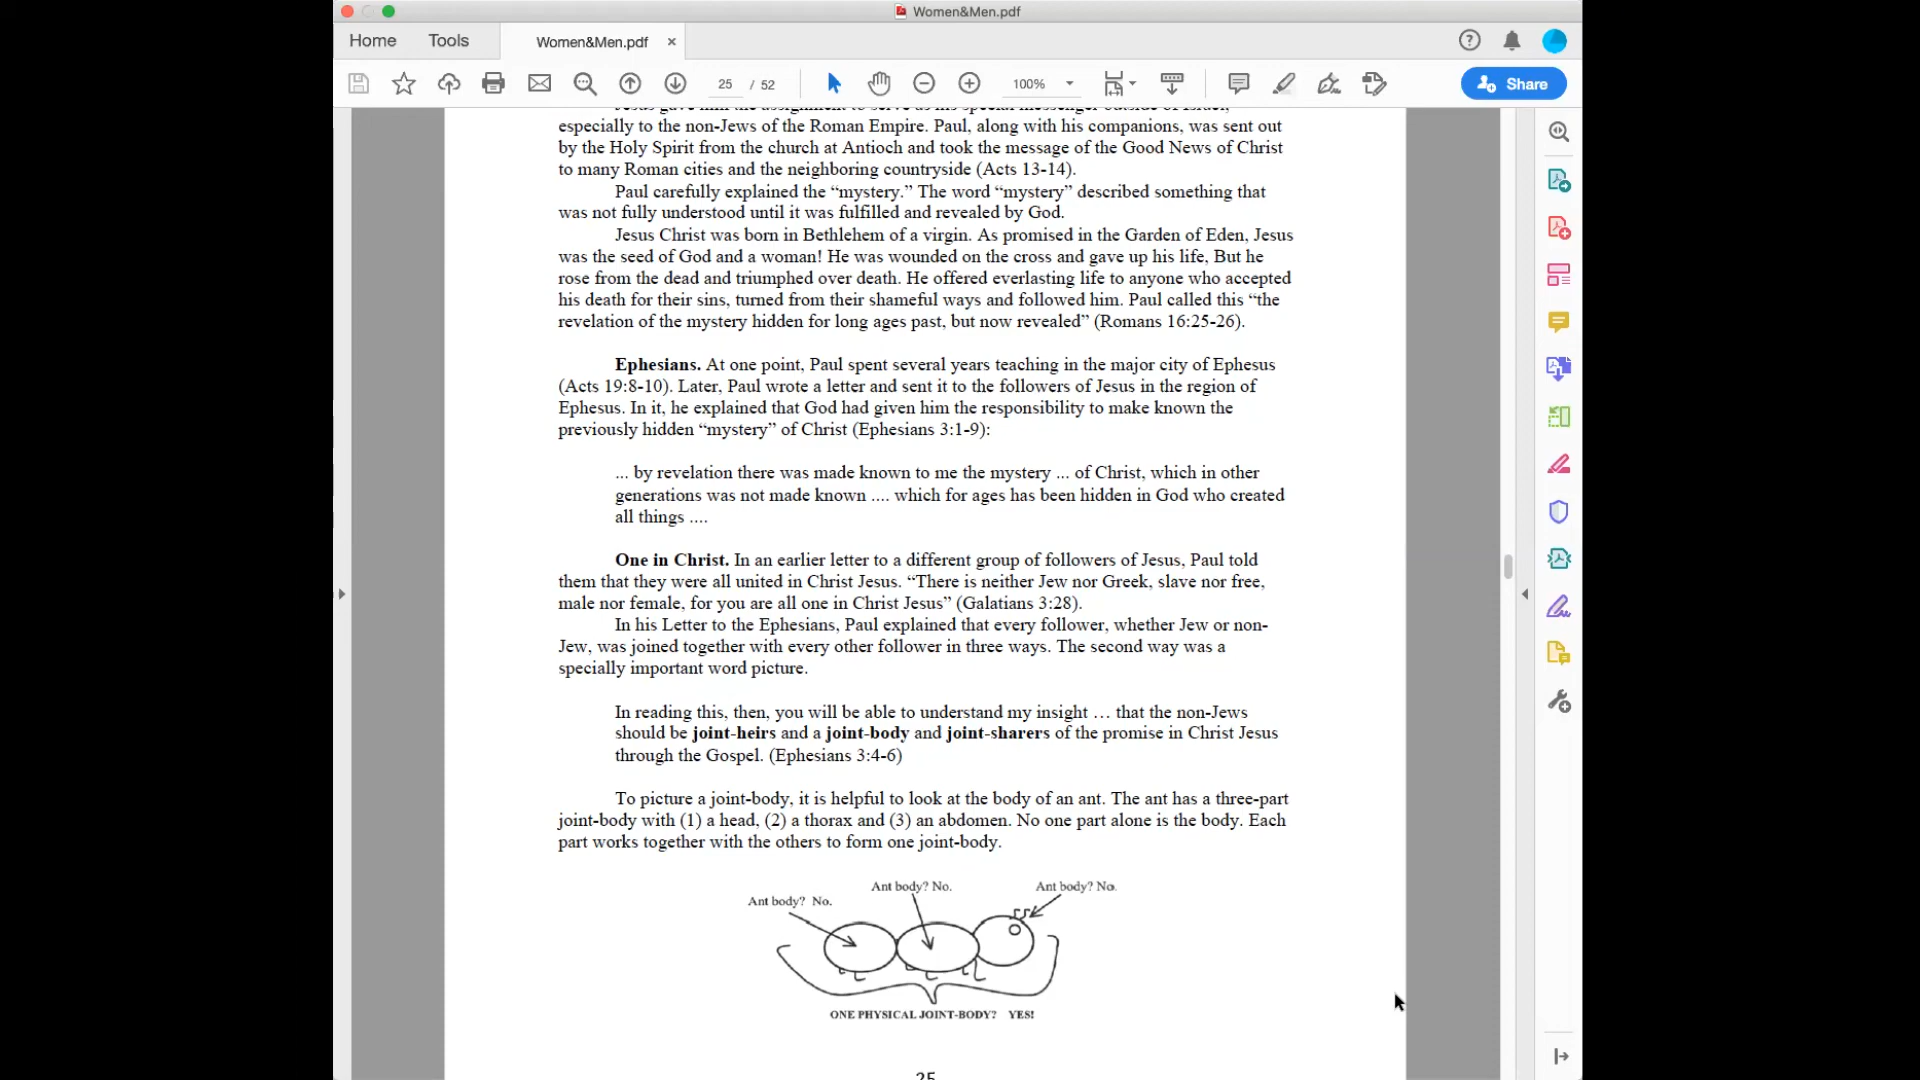 Women&Men.pdf
Home Tools Women&Men.pdf ×
25 / 52 100% Share
Jesus gave him the assignment to serve as his special messenger outside of Israel,
especially to the non-Jews of the Roman Empire. Paul, along with his companions, was sent out
by the Holy Spirit from the church at Antioch and took the message of the Good News of Christ
to many Roman cities and the neighboring countryside (Acts 13-14).
Paul carefully explained the “mystery.” The word “mystery” described something that
was not fully understood until it was fulfilled and revealed by God.
Jesus Christ was born in Bethlehem of a virgin. As promised in the Garden of Eden, Jesus
was the seed of God and a woman! He was wounded on the cross and gave up his life, But he
rose from the dead and triumphed over death. He offered everlasting life to anyone who accepted
his death for their sins, turned from their shameful ways and followed him. Paul called this “the
revelation of the mystery hidden for long ages past, but now revealed” (Romans 16:25-26).
Ephesians. At one point, Paul spent several years teaching in the major city of Ephesus
(Acts 19:8-10). Later, Paul wrote a letter and sent it to the followers of Jesus in the region of
Ephesus. In it, he explained that God had given him the responsibility to make known the
previously hidden “mystery” of Christ (Ephesians 3:1-9):
... by revelation there was made known to me the mystery ... of Christ, which in other
generations was not made known .... which for ages has been hidden in God who created
all things ....
One in Christ. In an earlier letter to a different group of followers of Jesus, Paul told
them that they were all united in Christ Jesus. “There is neither Jew nor Greek, slave nor free,
male nor female, for you are all one in Christ Jesus” (Galatians 3:28).
In his Letter to the Ephesians, Paul explained that every follower, whether Jew or non-
Jew, was joined together with every other follower in three ways. The second way was a
specially important word picture.
In reading this, then, you will be able to understand my insight … that the non-Jews
should be joint-heirs and a joint-body and joint-sharers of the promise in Christ Jesus
through the Gospel. (Ephesians 3:4-6)
To picture a joint-body, it is helpful to look at the body of an ant. The ant has a three-part
joint-body with (1) a head, (2) a thorax and (3) an abdomen. No one part alone is the body. Each
part works together with the others to form one joint-body.
Ant body? No.
Ant body? No.
Ant body? No.
ONE PHYSICAL JOINT-BODY? YES!
25